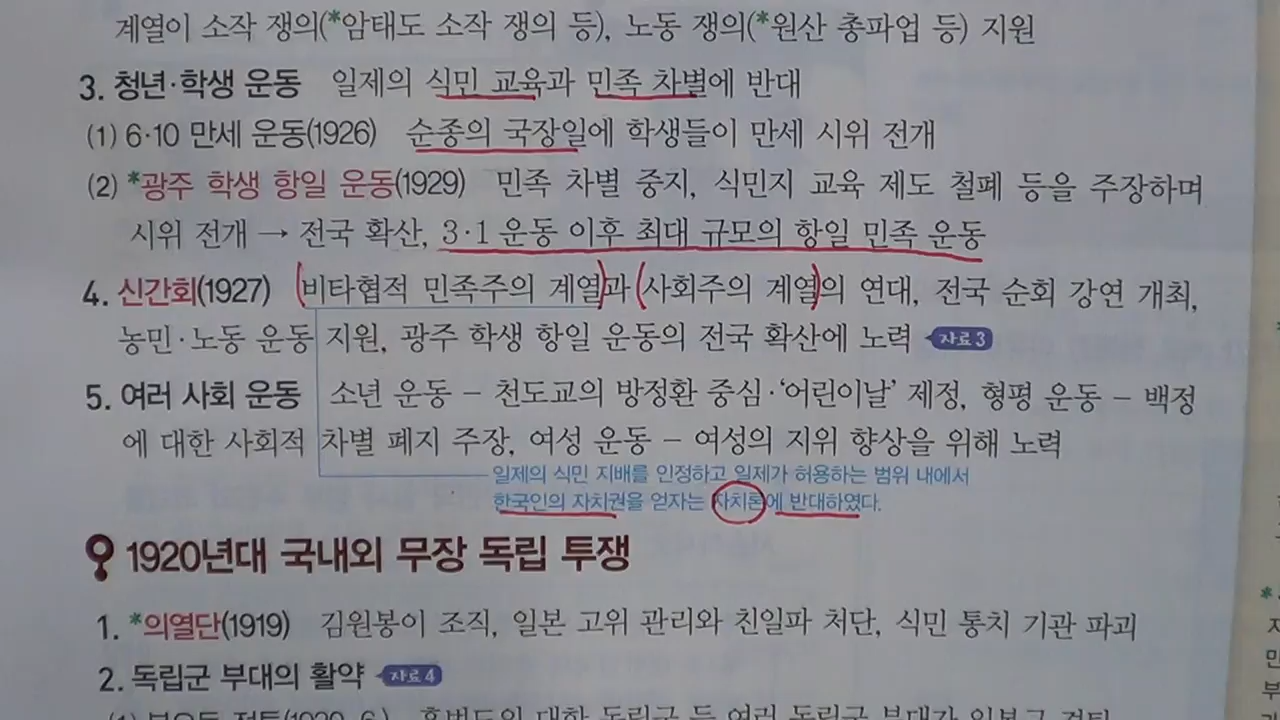 계열이 소작 쟁의(*암태도 소작 쟁의 등), 노동 쟁의(*원산 총파업 등) 지원
3. 청년·학생 운동 일제의 식민 교육과 민족 차별에 반대
(1) 6·10 만세 운동(1926) 순종의 국장일에 학생들이 만세 시위 전개
(2) *광주 학생 항일 운동(1929) 민족 차별 중지, 식민지 교육 제도 철폐 등을 주장하며
시위 전개 → 전국 확산, 3·1 운동 이후 최대 규모의 항일 민족 운동
4. 신간회(1927) 비타협적 민족주의 계열과 사회주의 계열의 연대, 전국 순회 강연 개최,
농민·노동 운동 지원, 광주 학생 항일 운동의 전국 확산에 노력 자료 3
5. 여러 사회 운동 소년 운동 – 천도교의 방정환 중심·‘어린이날’ 제정, 형평 운동 – 백정
에 대한 사회적 차별 폐지 주장, 여성 운동 – 여성의 지위 향상을 위해 노력
일제의 식민 지배를 인정하고 일제가 허용하는 범위 내에서
한국인의 자치권을 얻자는 자치론에 반대하였다.
1920년대 국내외 무장 독립 투쟁
1. *의열단(1919) 김원봉이 조직, 일본 고위 관리와 친일파 처단, 식민 통치 기관 파괴
2. 독립군 부대의 활약 자료 4